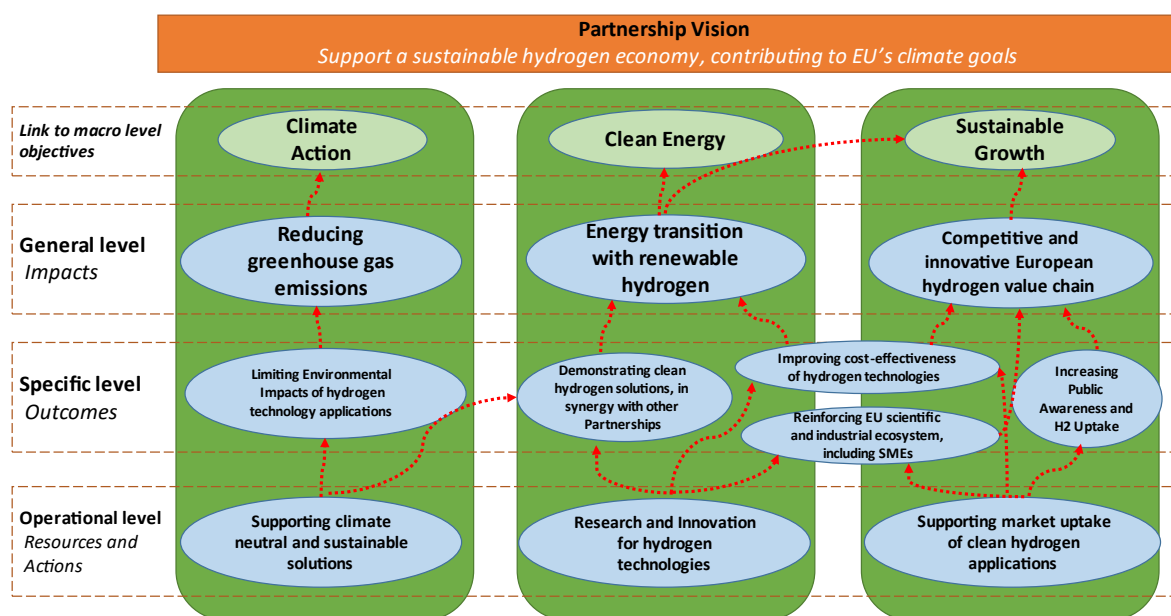 Partnership Vision
Support a sustainable hydrogen economy, contributing to EU's climate goals
Link to macro level
objectives
Climate
Action
Clean Energy
Sustainable
Growth
General level
Impacts
Reducing
greenhouse gas
emissions
Energy transition
with renewable
hydrogen
Competitive and
innovative European
hydrogen value chain
Specific level
Outcomes
Limiting Environmental
Impacts of hydrogen
technology applications
Demonstrating clean
hydrogen solutions, in
synergy with other
Partnerships
Improving cost-effectiveness
of hydrogen technologies
Reinforcing EU scientific
and industrial ecosystem,
including SMEs
Increasing
Public
Awareness and
H2 Uptake
Operational level
Resources and
Actions
Supporting climate
neutral and sustainable
solutions
Research and Innovation
for hydrogen
technologies
Supporting market uptake
of clean hydrogen
applications